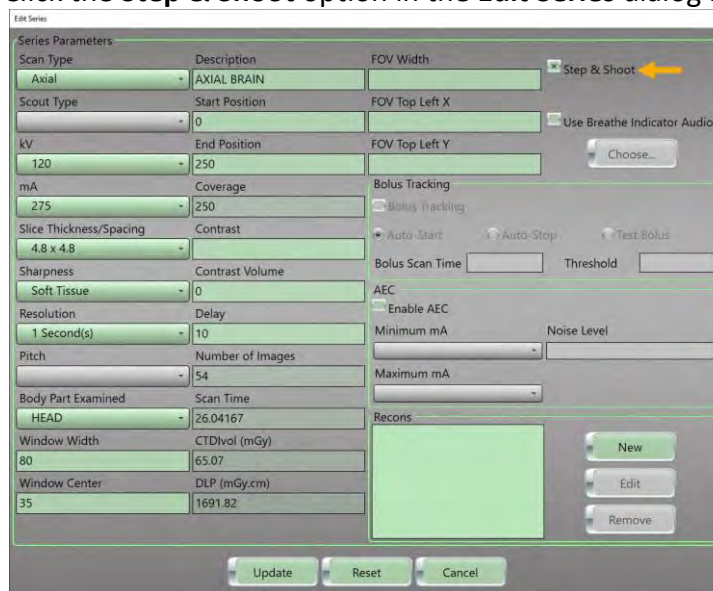 Click the Step & Shoot option in the Edit Series dialog
Edit Series
Series Parameters
Scan Type
Axial
Scout Type
kV
120
mA
275
Slice Thickness/Spacing
4.8 x 4.8
Sharpness
Soft Tissue
Resolution
1 Second(s)
Pitch
Body Part Examined
HEAD
Window Width
80
Window Center
35
Description
AXIAL BRAIN
Start Position
0
End Position
250
Coverage
250
Contrast
Contrast Volume
0
Delay
10
Number of Images
54
Scan Time
26.04167
CTDIvol (mGy)
65.07
DLP (mGy.cm)
1691.82
FOV Width
FOV Top Left X
FOV Top Left Y
Step & Shoot
Use Breathe Indicator Audio
Choose...
Bolus Tracking
Bolus Tracking
Auto-Start Auto-Stop Test Bolus
Bolus Scan Time Threshold
AEC
Enable AEC
Minimum mA Noise Level
Maximum mA
Recons
New
Edit
Remove
Update Reset Cancel